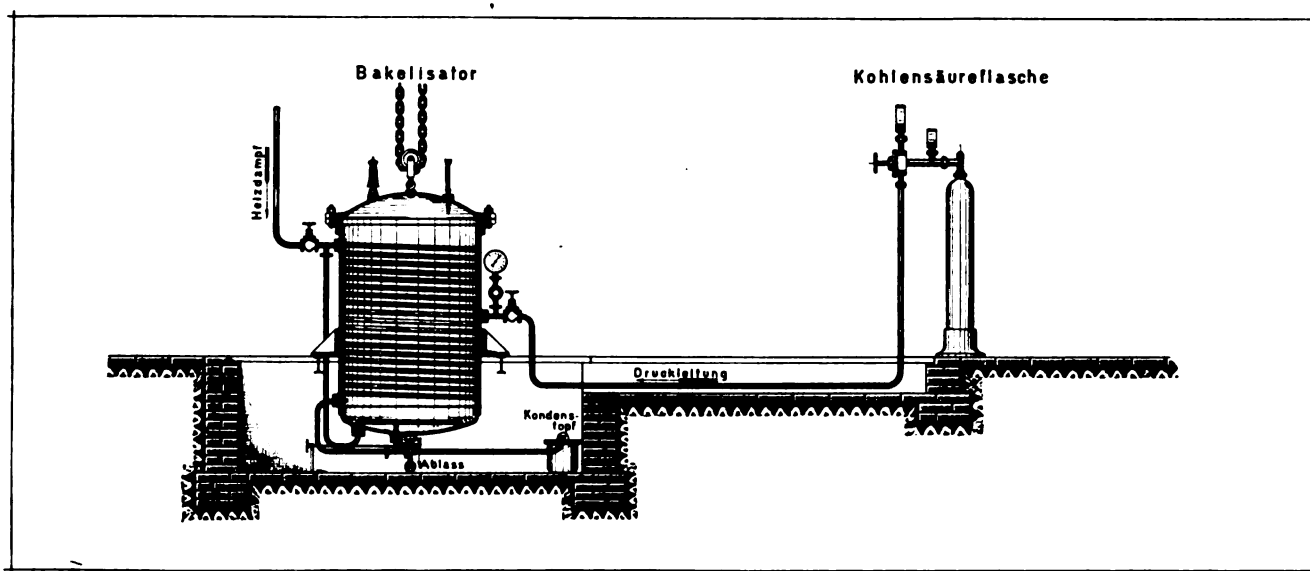 Bakelisator
Kohlensäureflasche
Heizdampf
Druckleitung
Kondens-
topf
Ablass